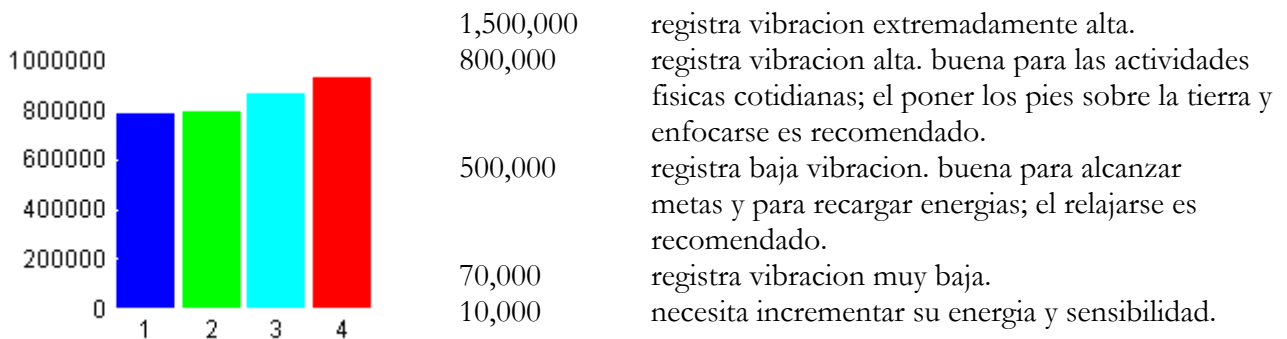 1000000
800000
600000
400000
200000
0
1 2 3 4
1,500,000 registra vibracion extremadamente alta.
800,000 registra vibracion alta. buena para las actividades
fisicas cotidianas; el poner los pies sobre la tierra y
enfocarse es recomendado.
500,000 registra baja vibracion. buena para alcanzar
metas y para recargar energias; el relajarse es
recomendado.
70,000 registra vibracion muy baja.
10,000 necesita incrementar su energia y sensibilidad.